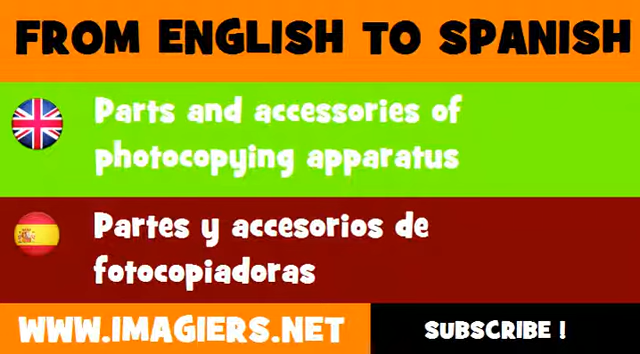 FROM ENGLISH TO SPANISH
Parts and accessories of
photocopying apparatus
Partes y accesorios de
fotocopiadoras
WWW.IMAGIERS.NET
SUBSCRIBE !